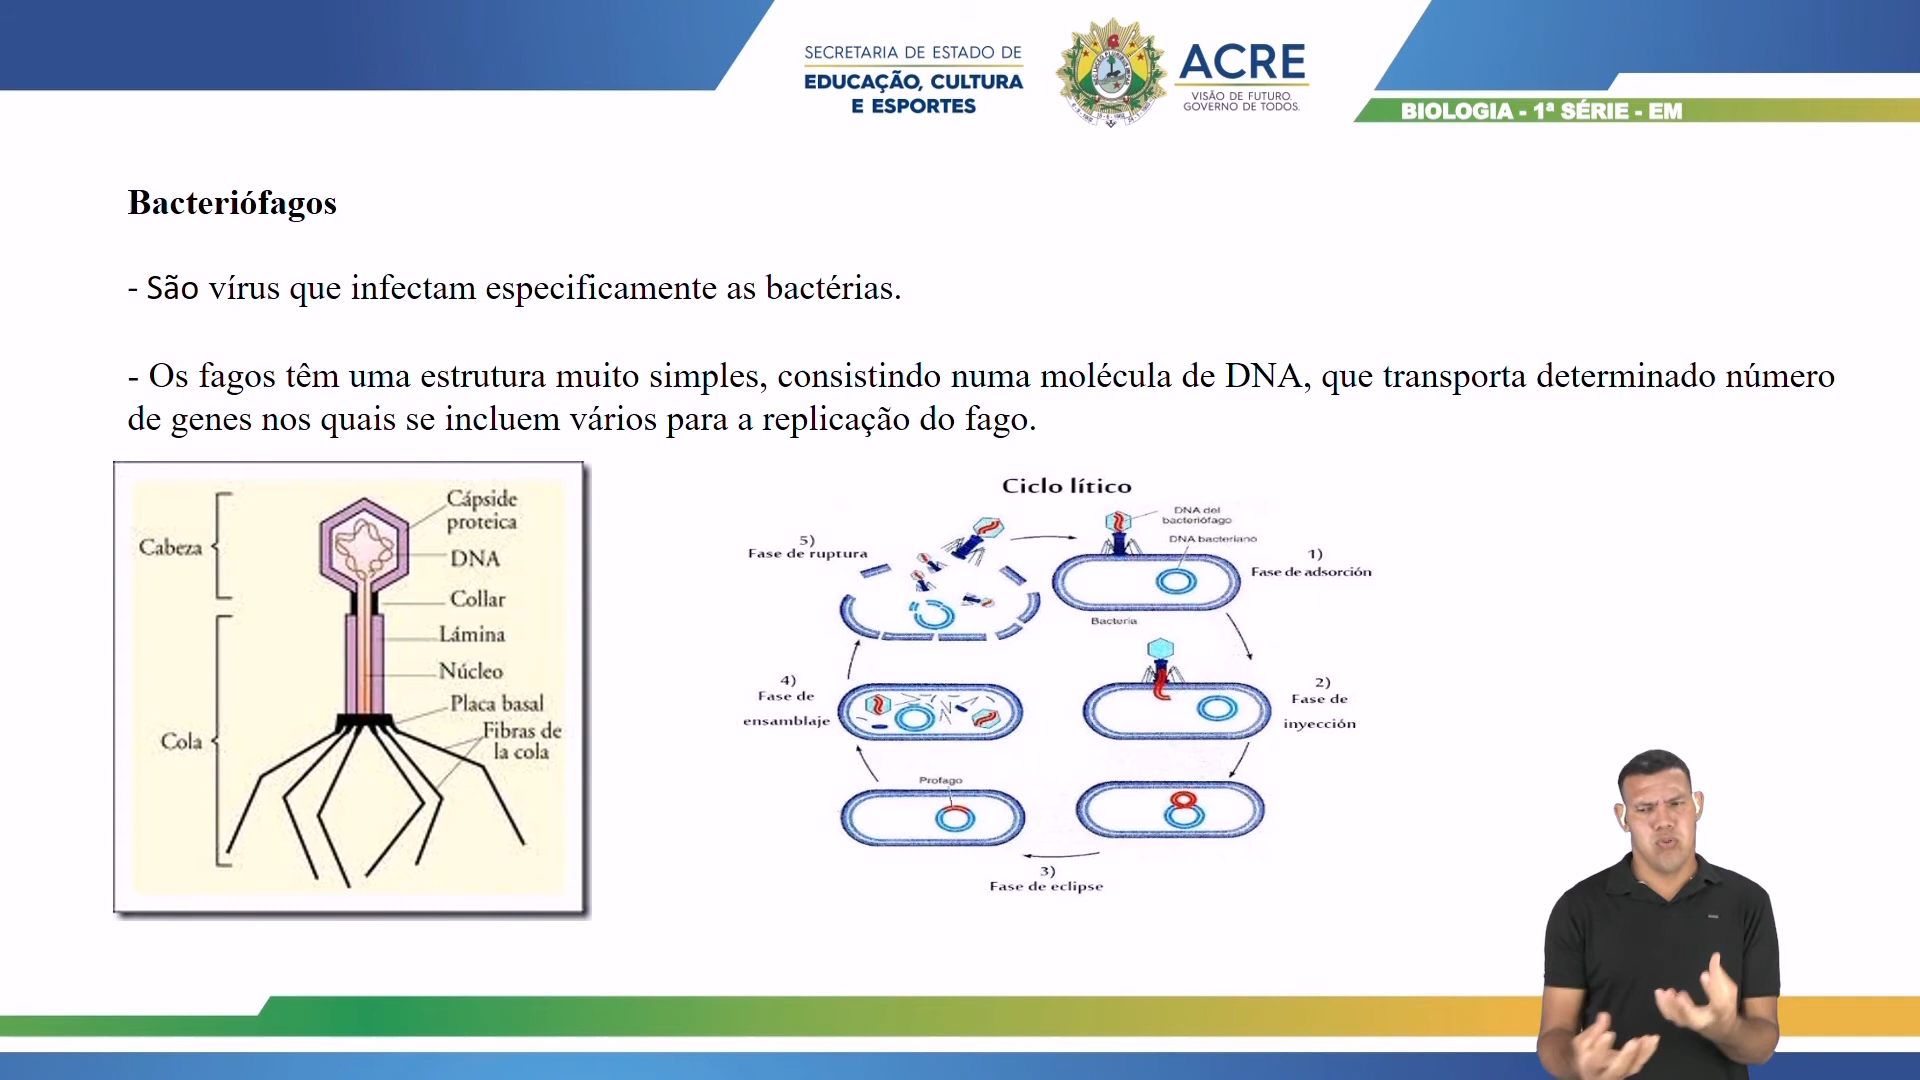 SECRETARIA DE ESTADO DE
EDUCAÇÃO, CULTURA
E ESPORTES
ACRE
VISÃO DE FUTURO.
GOVERNO DE TODOS.
BIOLOGIA - 1ª SÉRIE - EM
Bacteriófagos
- São vírus que infectam especificamente as bactérias.
- Os fagos têm uma estrutura muito simples, consistindo numa molécula de DNA, que transporta determinado número
de genes nos quais se incluem vários para a replicação do fago.
Cabeza
Cápside
proteica
DNA
Collar
Lámina
Núcleo
Placa basal
Fibras de
la cola
Cola
Ciclo lítico
DNA del
bacteriófago
DNA bacteriano
1)
Fase de adsorción
Bacteria
2)
Fase de
inyección
3)
Fase de eclipse
Profago
4)
Fase de
ensamblaje
5)
Fase de ruptura